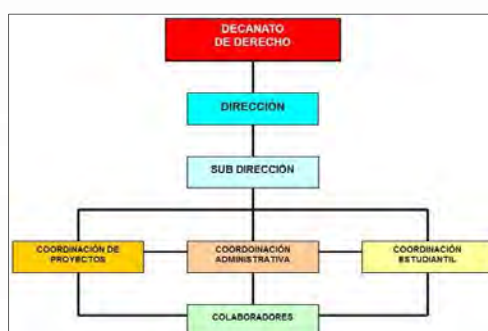 DECANATO
DE DERECHO
DIRECCIÓN
SUB DIRECCIÓN
COORDINACIÓN DE
PROYECTOS
COORDOINACIÓN
ADMINISTRATIVA
COORDINACIÓN
ESTUDIANTIL
COLABORADORES